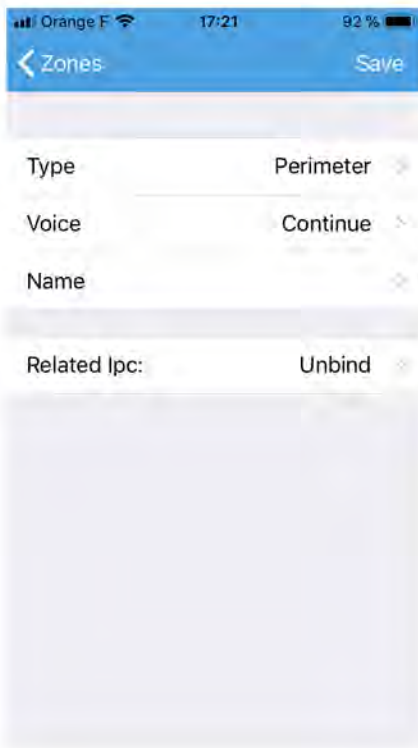 Orange F 17:21 92 %
Zones Save
Type Perimeter
Voice Continue
Name
Related Ipc: Unbind